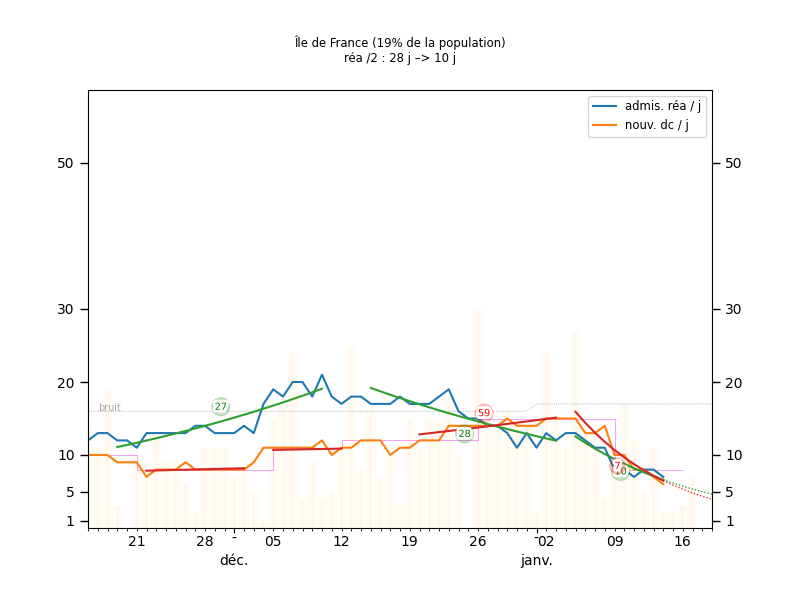 Île de France (19% de la population)
réa /2 : 28 j –> 10 j
admis. réa / j
nouv. dc / j
50 50
30 30
20 20
10 10
5 5
1 1
bruit
27
59
28
7
21 28 05 12 19 26 02 09 16
déc. janv.